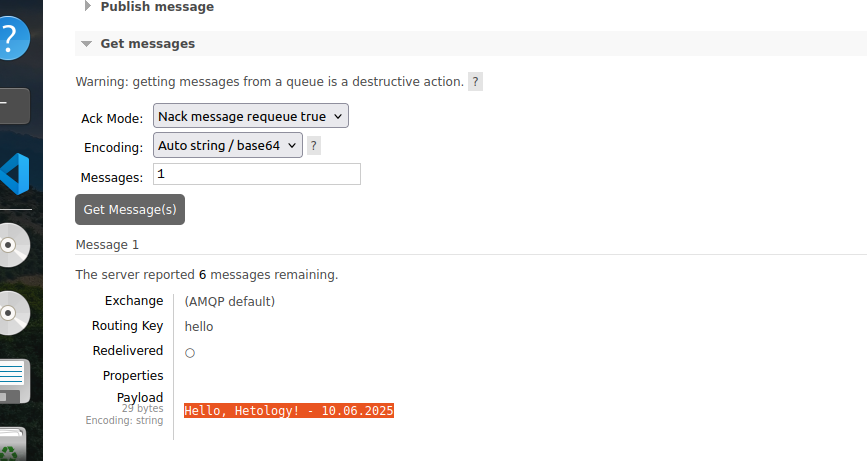 Publish message
Get messages
Warning: getting messages from a queue is a destructive action. ?
Ack Mode: Nack message requeue true
Encoding: Auto string / base64 ?
Messages: 1
Get Message(s)
Message 1
The server reported 6 messages remaining.
Exchange (AMQP default)
Routing Key hello
Redelivered ○
Properties
Payload
29 bytes
Hello, Hetology! - 10.06.2025
Encoding: string